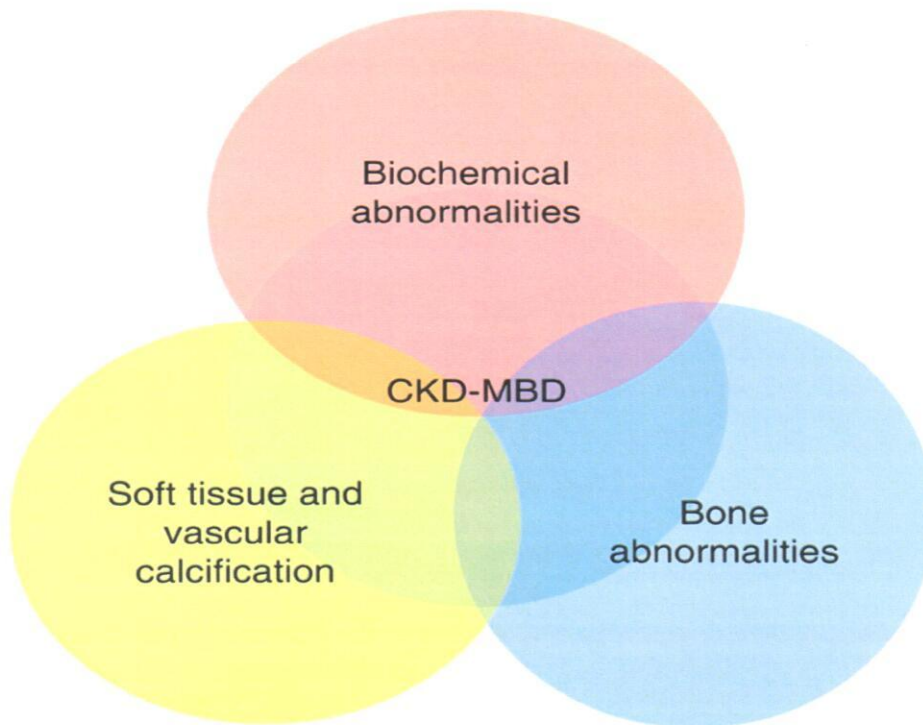 Biochemical
abnormalities
CKD-MBD
Soft tissue and
vascular
calcification
Bone
abnormalities